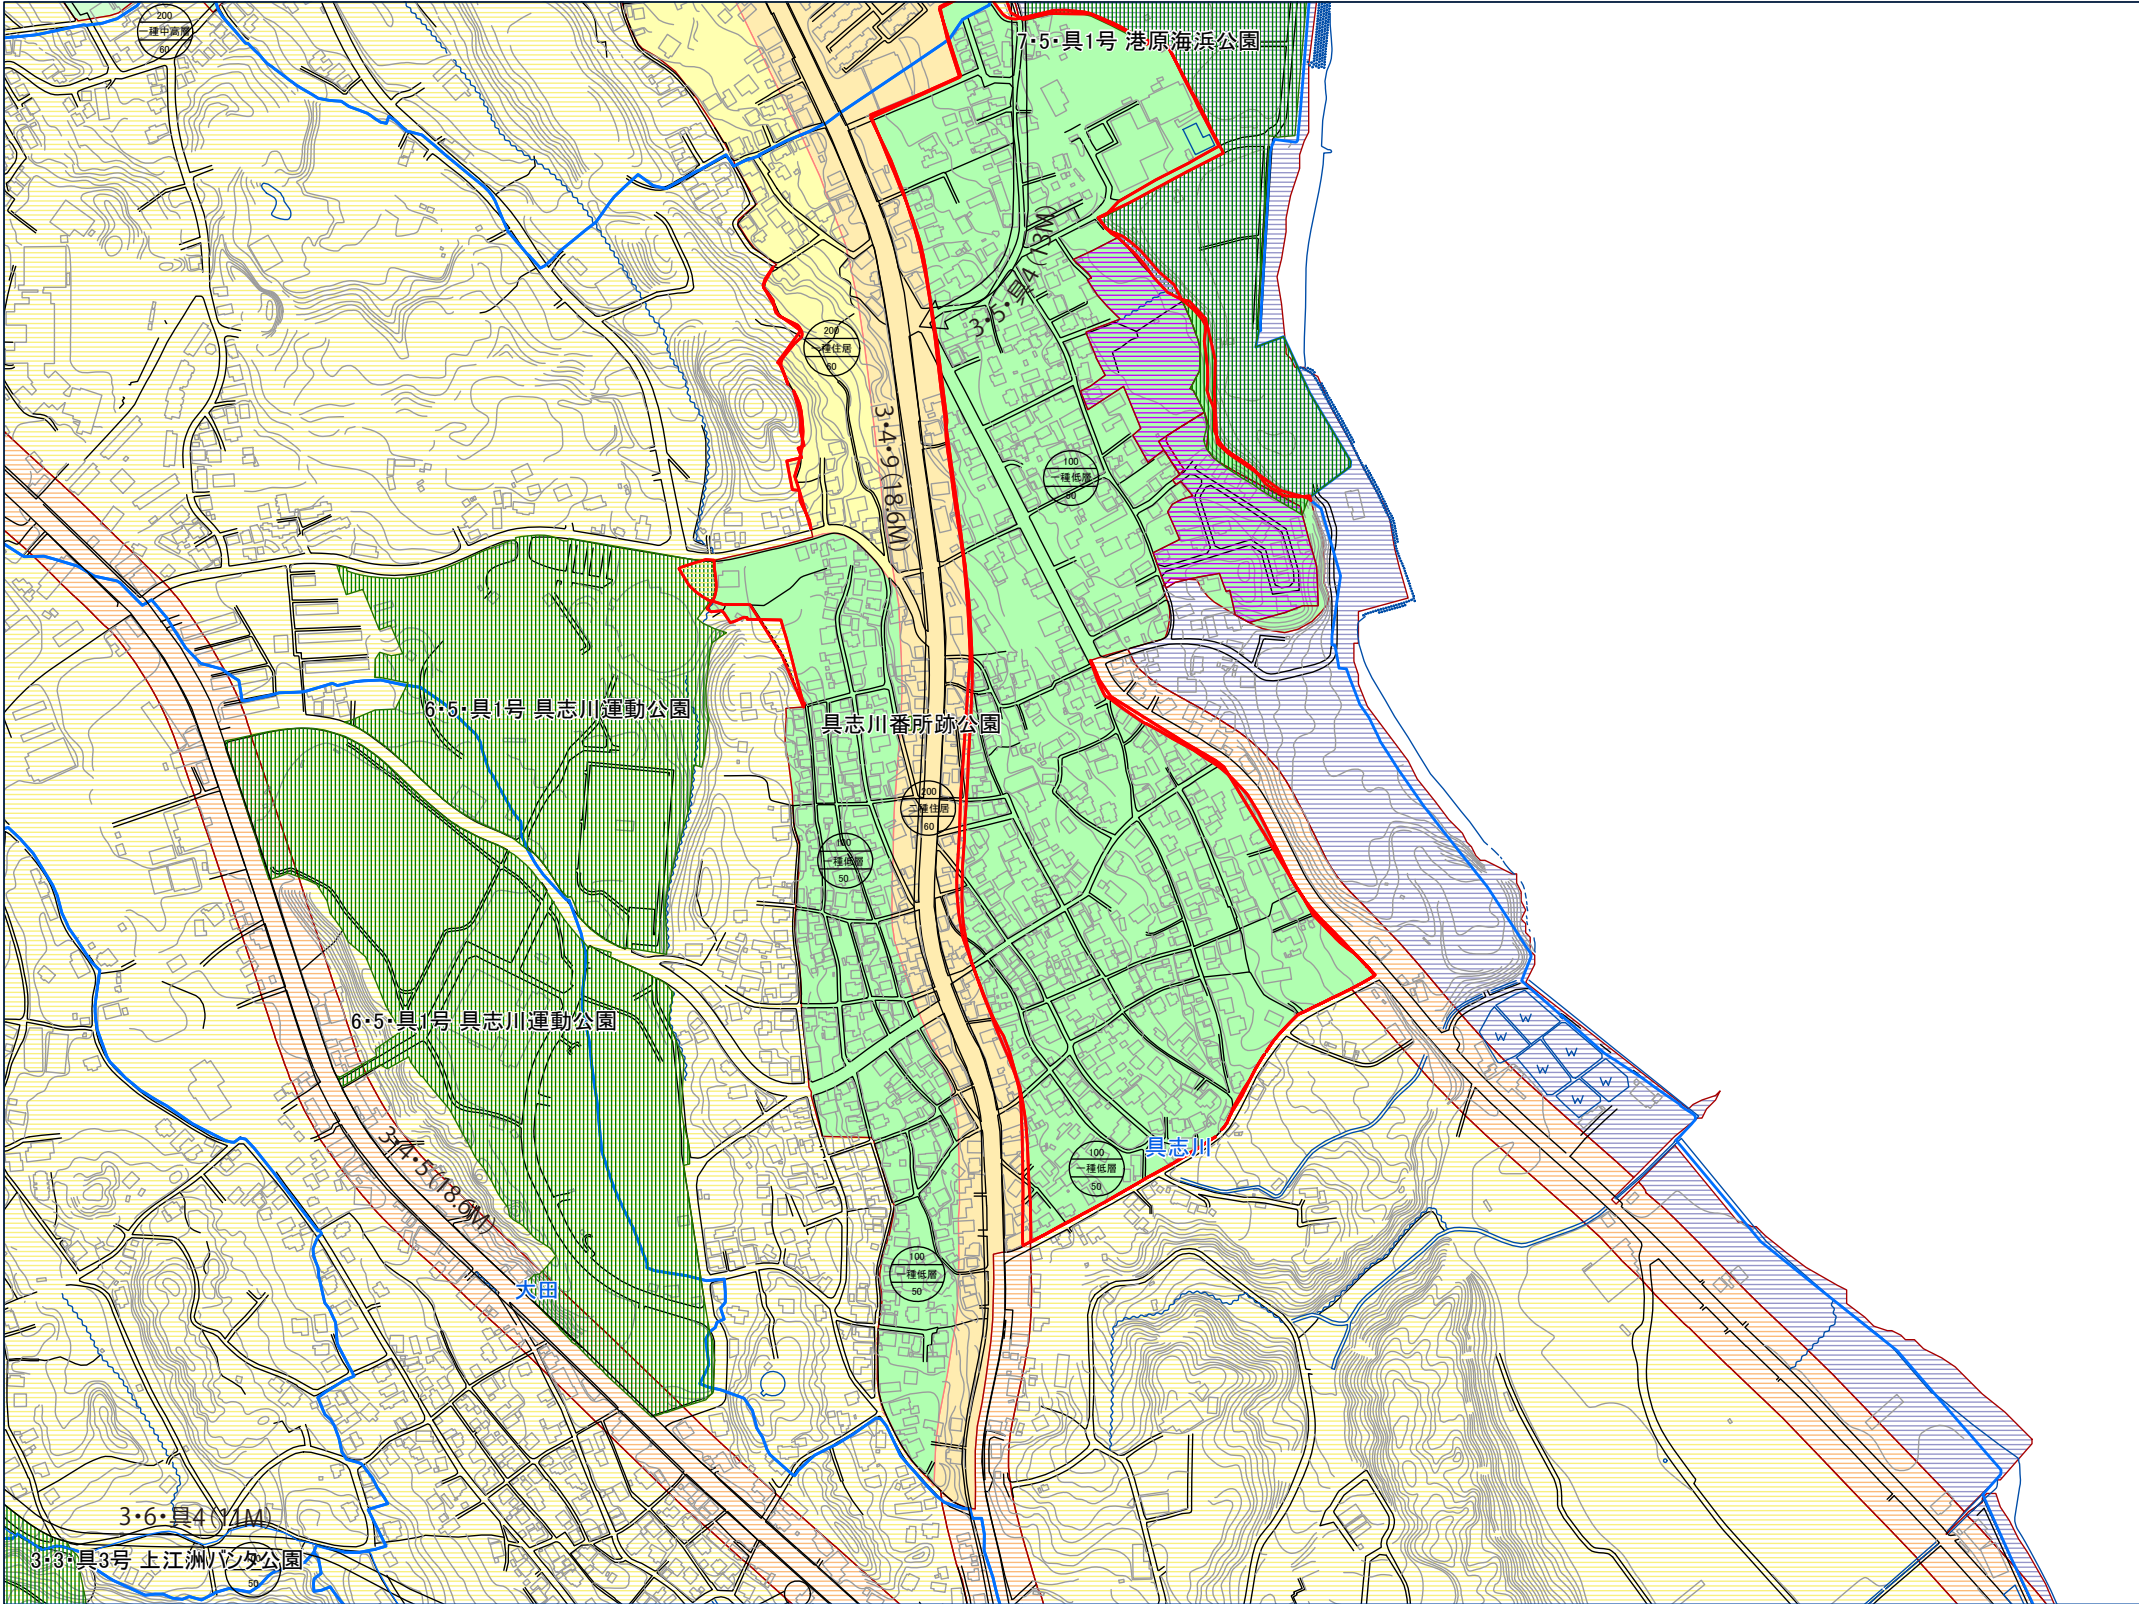 200
一種中高層
60
7・5・具1号 港原海浜公園
3・5・具4(13M)
200
一種住居
60
3・4・9(18.6M)
100
一種低層
50
6・5・具1号 具志川運動公園
具志川番所跡公園
200
二種住居
60
100
一種低層
50
6・5・具1号 具志川運動公園
W
W
W
W
W
W
3・4・5(18.6M)
具志川
100
一種低層
50
100
一種低層
50
大田
3・6・具4(11M)
3・3・具3号 上江洲バンタ公園
50